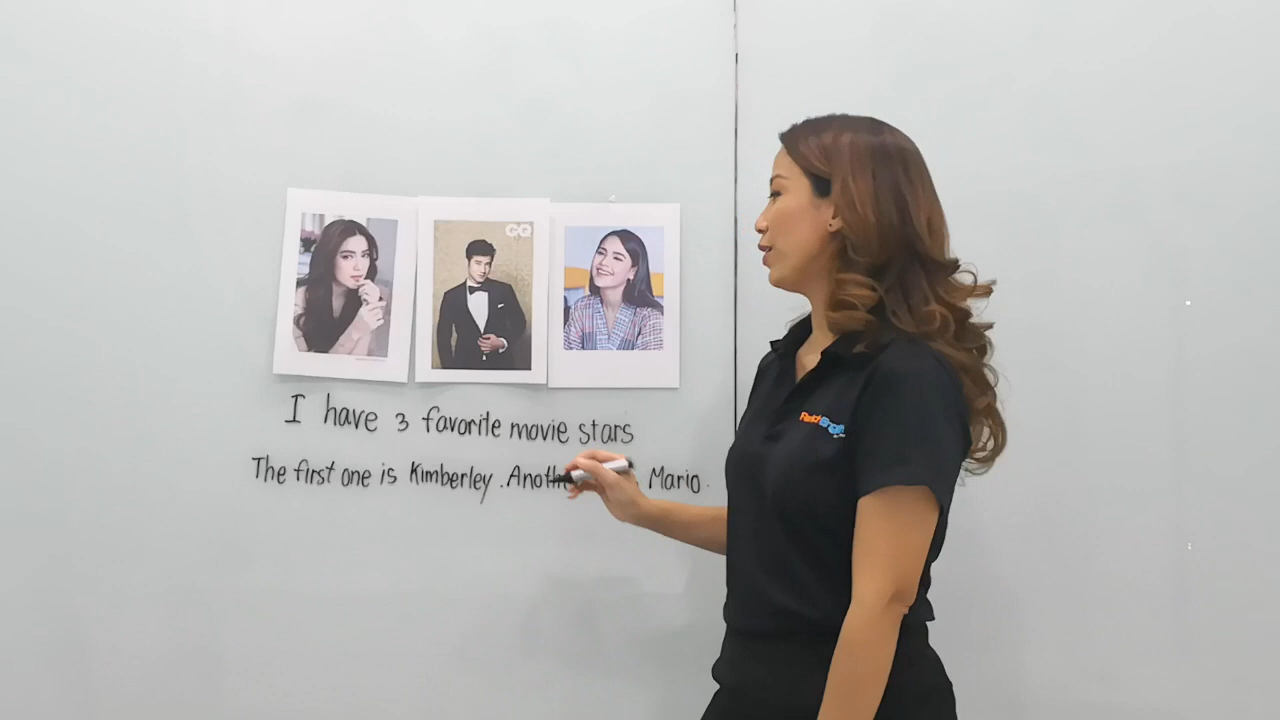 GQ
I have 3 favorite movie stars
The first one is Kimberley. Mario.